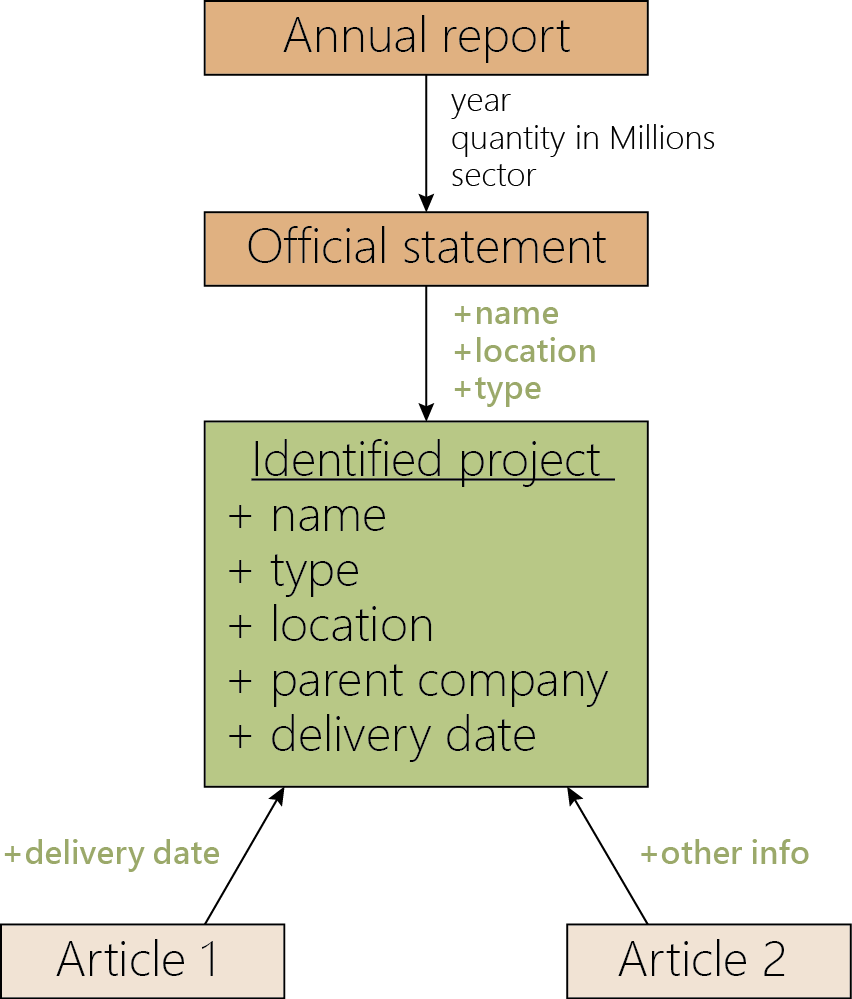 Annual report
year
quantity in Millions
sector
Official statement
+name
+location
+type
Identified project
+ name
+ type
+ location
+ parent company
+ delivery date
+delivery date
+other info
Article 1
Article 2